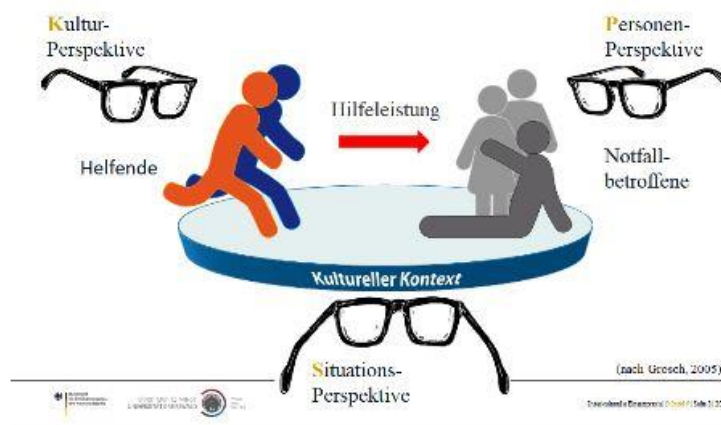 Kultur-
Perspektive
Personen-
Perspektive
Hilfeleistung
Helfende
Notfall-
betroffene
Kultureller Kontext
Situations-
Perspektive
(nach Grosch, 2005)